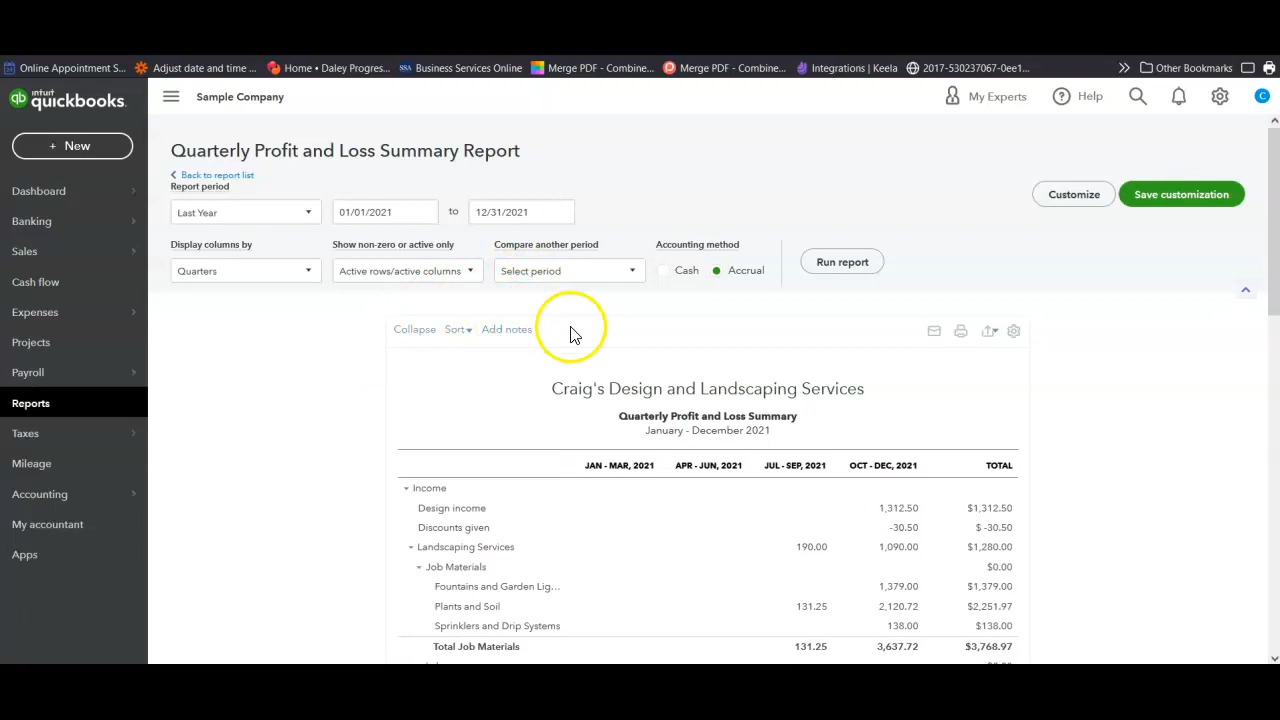 Online Appointment S... Adjust date and time ... Home • Daley Progres... SSA Business Services Online Merge PDF - Combine... Merge PDF - Combine... Integrations | Keela 2017-530237067-0ee1... Other Bookmarks
intuit
quickbooks.
Sample Company
My Experts
Help
C
+ New
Dashboard
Banking
Sales
Cash flow
Expenses
Projects
Payroll
Reports
Taxes
Mileage
Accounting
My accountant
Apps
Quarterly Profit and Loss Summary Report
Back to report list
Report period
Last Year 01/01/2021 to 12/31/2021
Customize Save customization
Display columns by Show non-zero or active only Compare another period Accounting method
Quarters Active rows/active columns Select period Cash Accrual Run report
Collapse Sort Add notes
Craig's Design and Landscaping Services
Quarterly Profit and Loss Summary
January - December 2021
JAN - MAR, 2021 APR - JUN, 2021 JUL - SEP, 2021 OCT - DEC, 2021 TOTAL
Income
Design income 1,312.50 $1,312.50
Discounts given -30.50 $ -30.50
Landscaping Services 190.00 1,090.00 $1,280.00
Job Materials $0.00
Fountains and Garden Lig... 1,379.00 $1,379.00
Plants and Soil 131.25 2,120.72 $2,251.97
Sprinklers and Drip Systems 138.00 $138.00
Total Job Materials 131.25 3,637.72 $3,768.97